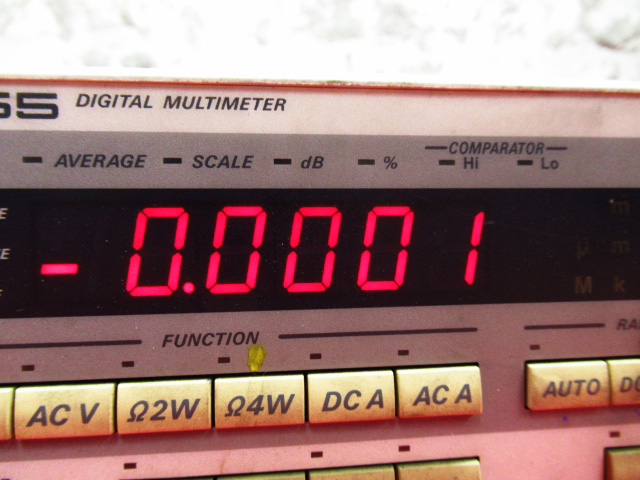 55 DIGITAL MULTIMETER
AVERAGE SCALE dB % COMPARATOR Hi Lo
-0.0001
m
µ m
M k
FUNCTION
AC V Ω2W Ω4W DC A AC A AUTO